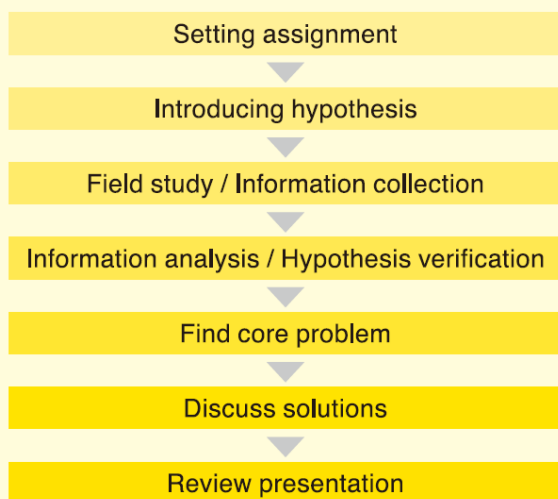 Setting assignment
Introducing hypothesis
Field study / Information collection
Information analysis / Hypothesis verification
Find core problem
Discuss solutions
Review presentation